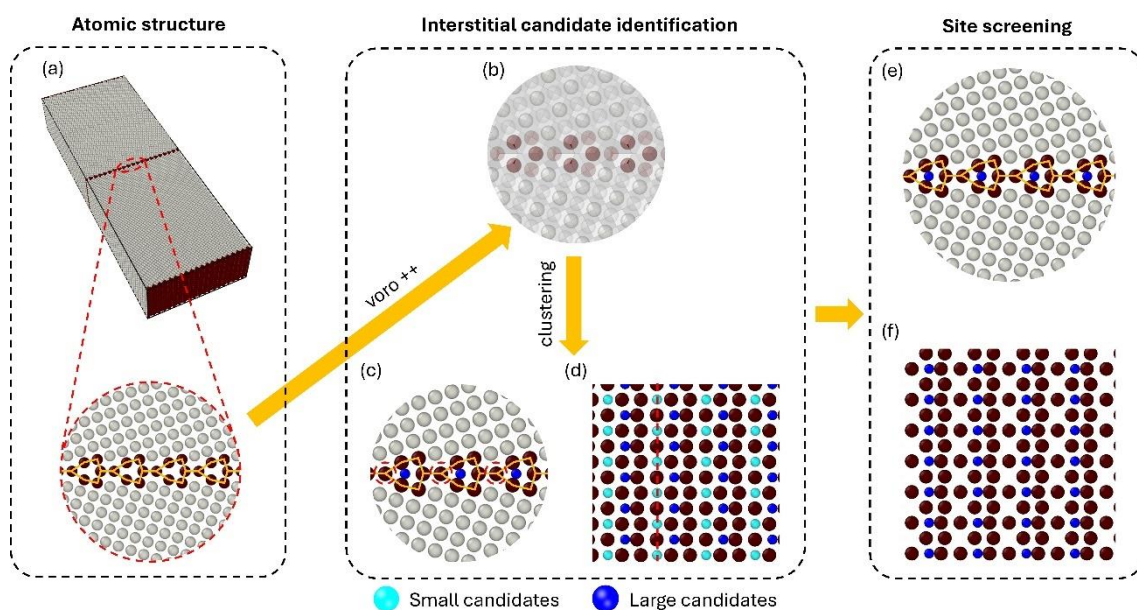 Atomic structure
Interstitial candidate identification
Site screening
(a)
(b)
(e)
voro ++
clustering
(c)
(d)
(f)
Small candidates
Large candidates